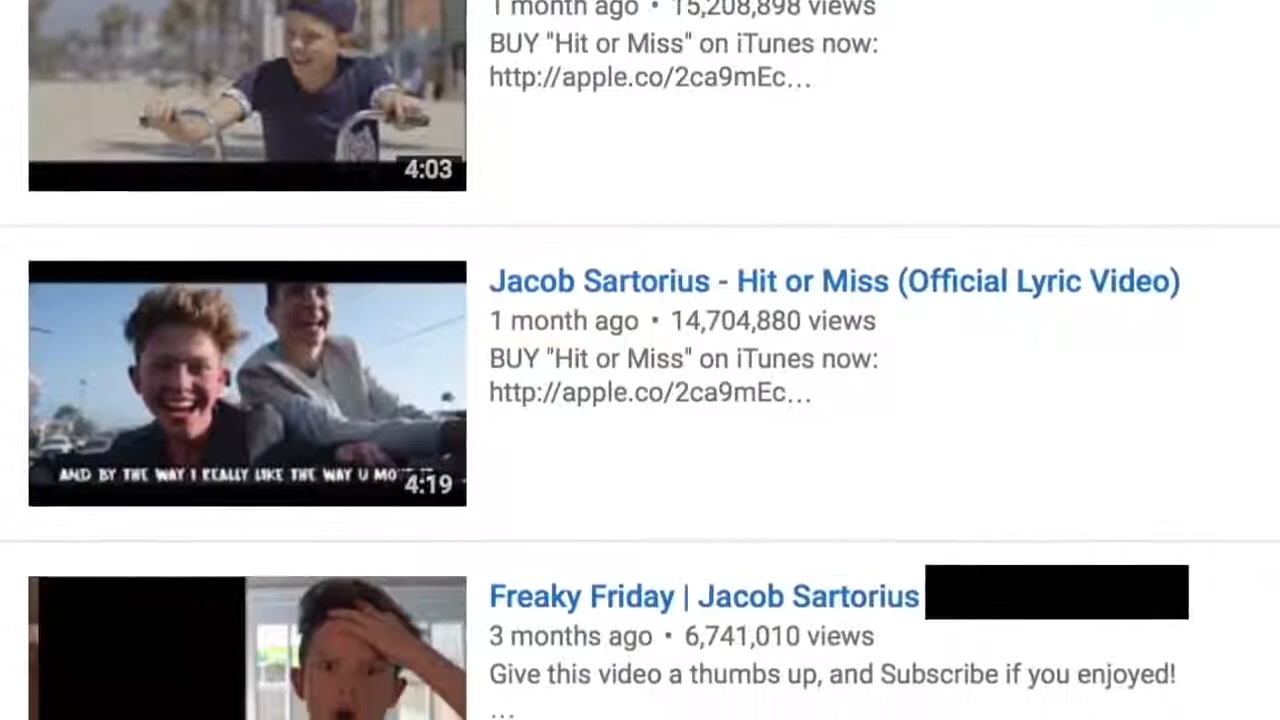 1 month ago • 15,208,898 views
BUY "Hit or Miss" on iTunes now:
http://apple.co/2ca9mEc...
4:03
Jacob Sartorius - Hit or Miss (Official Lyric Video)
1 month ago • 14,704,880 views
BUY "Hit or Miss" on iTunes now:
http://apple.co/2ca9mEc...
AND BY THE WAY I REALLY LIKE THE WAY U
4:19
Freaky Friday | Jacob Sartorius
3 months ago • 6,741,010 views
Give this video a thumbs up, and Subscribe if you enjoyed!
...